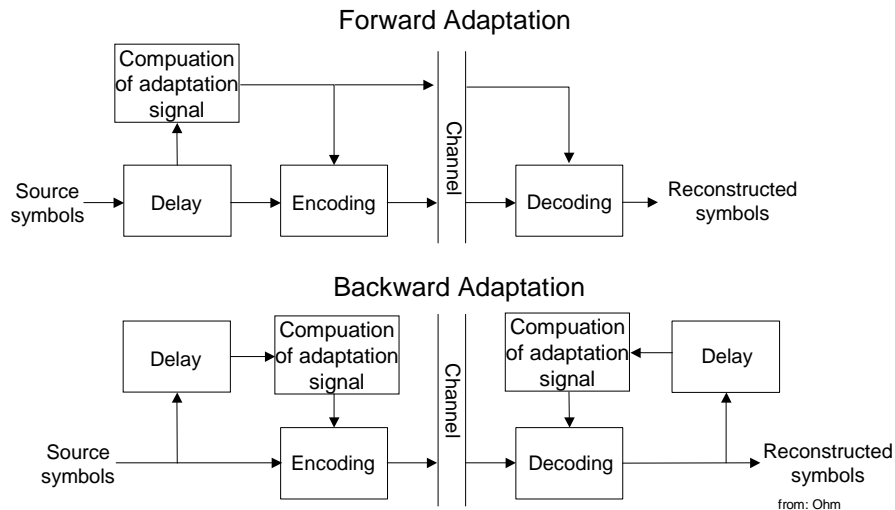 Forward Adaptation
Compuation
of adaptation
signal
Channel
Source
symbols
Delay
Encoding
Decoding
Reconstructed
symbols
Backward Adaptation
Delay
Compuation
of adaptation
signal
Channel
Compuation
of adaptation
signal
Delay
Source
symbols
Encoding
Decoding
Reconstructed
symbols
from: Ohm